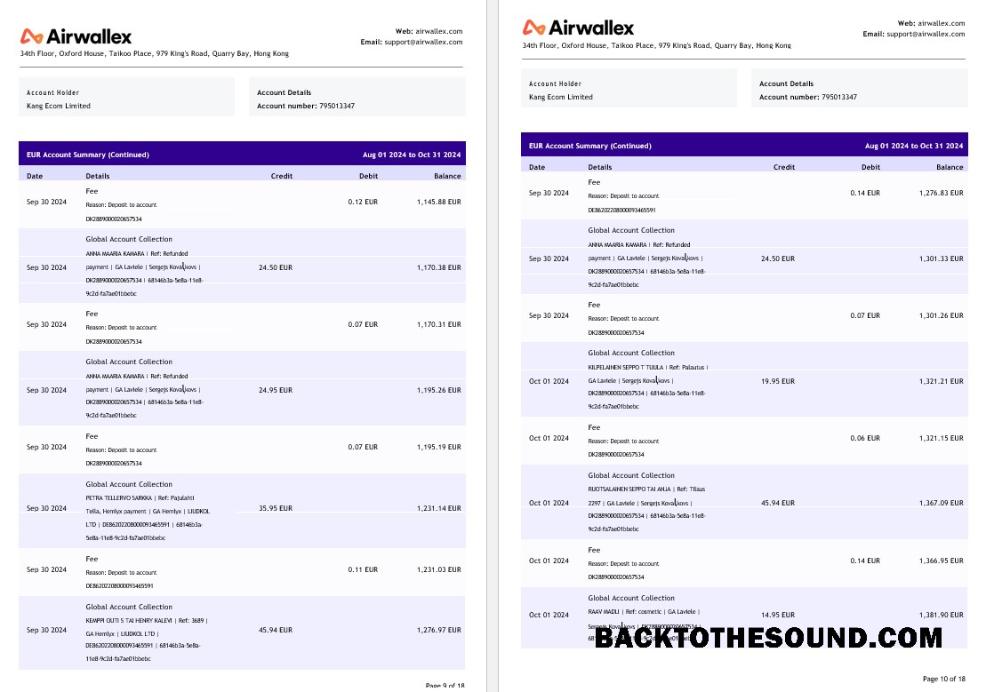 Airwallex
Web: airwallex.com
Email: support@airwallex.com
34th Floor, Oxford House, Taikoo Place, 979 King's Road, Quarry Bay, Hong Kong
Account Holder
Kang Ecom Limited
Account Details
Account number: 795013347
EUR Account Summary (Continued) Aug 01 2024 to Oct 31 2024
Date Details Credit Debit Balance
Fee
Sep 30 2024 Reason: Deposit to account 0.12 EUR 1,145.88 EUR
DK2889000020657534
Global Account Collection
ANNA MAARIA KAMARA | Ref: Refunded
Sep 30 2024 payment | GA Laviele | Sergejs Kovaļkovs | 24.50 EUR 1,170.38 EUR
DK2889000020657534 | 68146b3a-5e8a-11e8-
9c2d-fa7ae01bbebc
Fee
Sep 30 2024 Reason: Deposit to account 0.07 EUR 1,170.31 EUR
DK2889000020657534
Global Account Collection
ANNA MAARIA KAMARA | Ref: Refunded
Sep 30 2024 payment | GA Laviele | Sergejs Kovaļkovs | 24.95 EUR 1,195.26 EUR
DK2889000020657534 | 68146b3a-5e8a-11e8-
9c2d-fa7ae01bbebc
Fee
Sep 30 2024 Reason: Deposit to account 0.07 EUR 1,195.19 EUR
DK2889000020657534
Global Account Collection
PETRA TELLERVO SARKKA | Ref: Pajulahti
Sep 30 2024 Tella, Hemlyx payment | GA Hemlyx | LIUDKOL 35.95 EUR 1,231.14 EUR
LTD | DE86202208000093465591 | 68146b3a-
5e8a-11e8-9c2d-fa7ae01bbebc
Fee
Sep 30 2024 Reason: Deposit to account 0.11 EUR 1,231.03 EUR
DE86202208000093465591
Global Account Collection
KEMPPI OUTI S TAI HENRY KALEVI | Ref: 3689 |
Sep 30 2024 GA Hemlyx | LIUDKOL LTD | 45.94 EUR 1,276.97 EUR
DE86202208000093465591 | 68146b3a-5e8a-
11e8-9c2d-fa7ae01bbebc
Page 9 of 18
Airwallex
Web: airwallex.com
Email: support@airwallex.com
34th Floor, Oxford House, Taikoo Place, 979 King's Road, Quarry Bay, Hong Kong
Account Holder
Kang Ecom Limited
Account Details
Account number: 795013347
EUR Account Summary (Continued) Aug 01 2024 to Oct 31 2024
Date Details Credit Debit Balance
Fee
Sep 30 2024 Reason: Deposit to account 0.14 EUR 1,276.83 EUR
DE86202208000093465591
Global Account Collection
ANNA MAARIA KAMARA | Ref: Refunded
Sep 30 2024 payment | GA Laviele | Sergejs Kovaļkovs | 24.50 EUR 1,301.33 EUR
DK2889000020657534 | 68146b3a-5e8a-11e8-
9c2d-fa7ae01bbebc
Fee
Sep 30 2024 Reason: Deposit to account 0.07 EUR 1,301.26 EUR
DK2889000020657534
Global Account Collection
KILPELAINEN SEPPO T TUULA | Ref: Palautus |
Oct 01 2024 GA Laviele | Sergejs Kovaļkovs | 19.95 EUR 1,321.21 EUR
DK2889000020657534 | 68146b3a-5e8a-11e8-
9c2d-fa7ae01bbebc
Fee
Oct 01 2024 Reason: Deposit to account 0.06 EUR 1,321.15 EUR
DK2889000020657534
Global Account Collection
RUOTSALAINEN SEPPO TAI ANJA | Ref: Tilaus
Oct 01 2024 2297 | GA Laviele | Sergejs Kovaļkovs | 45.94 EUR 1,367.09 EUR
DK2889000020657534 | 68146b3a-5e8a-11e8-
9c2d-fa7ae01bbebc
Fee
Oct 01 2024 Reason: Deposit to account 0.14 EUR 1,366.95 EUR
DK2889000020657534
Global Account Collection
RAAV MADLI | Ref: cosmetic | GA Laviele |
Oct 01 2024 14.95 EUR 1,381.90 EUR
BACKTOTHESOUND.COM
Page 10 of 18